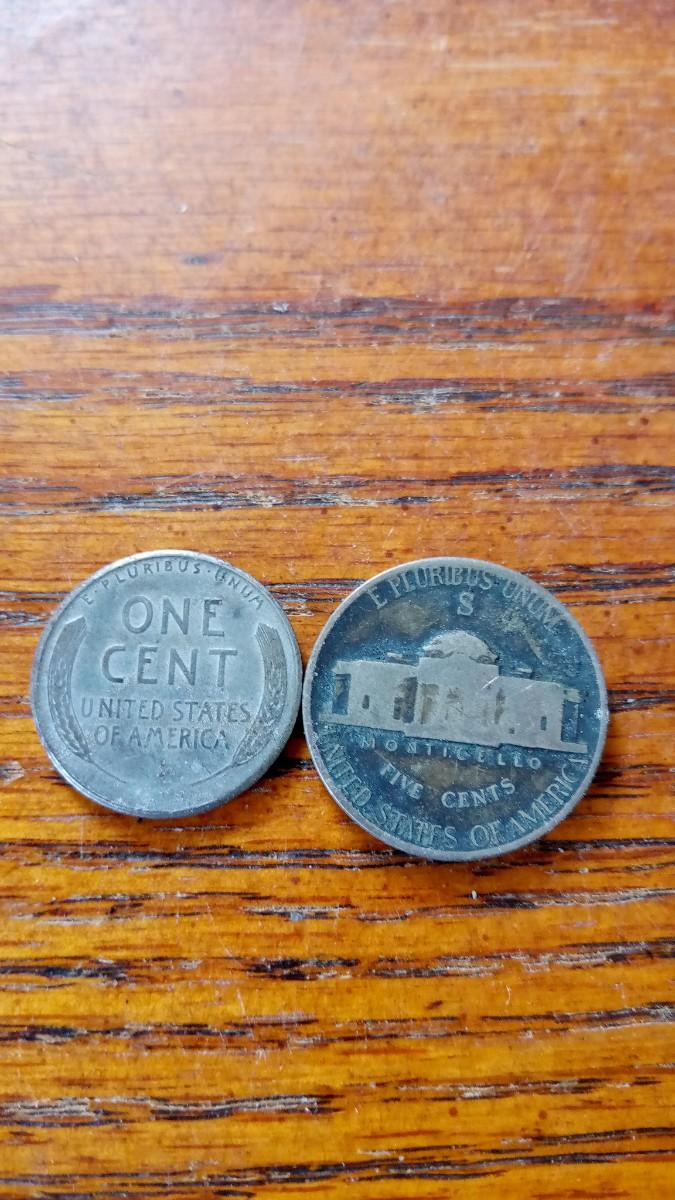 E·PLURIBUS·UNUM
ONE
CENT
UNITED STATES
OF AMERICA
E PLURIBUS UNUM
S
MONTICELLO
FIVE CENTS
UNITED STATES OF AMERICA